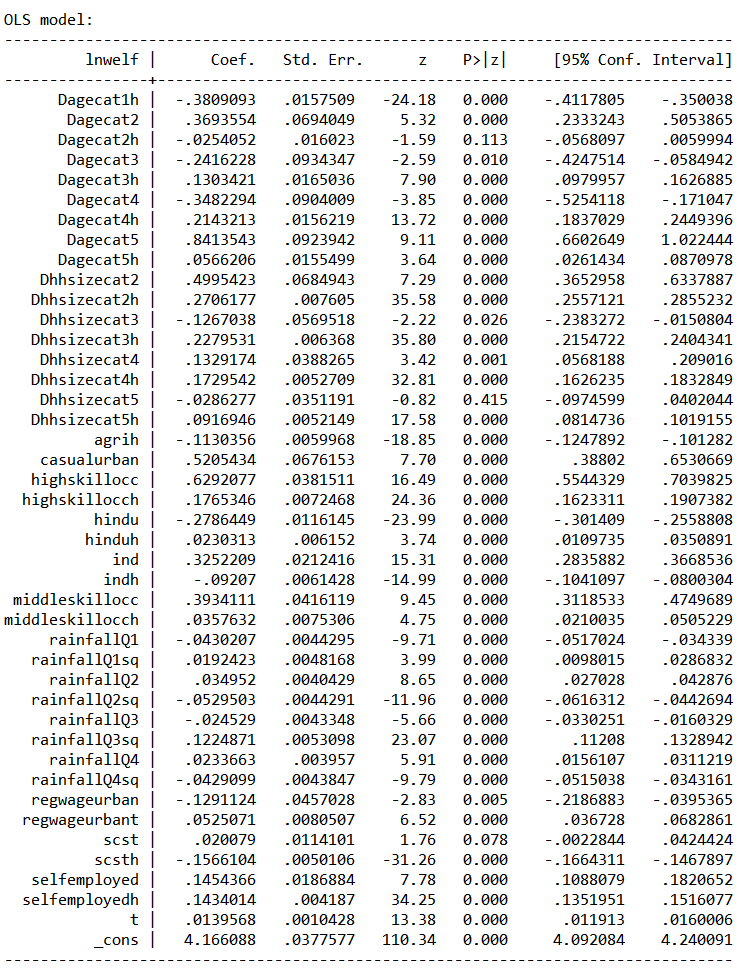 OLS model:
------------------------------------------------------------------------------
lnwelf | Coef. Std. Err. z P>|z| [95% Conf. Interval]
----------------+-------------------------------------------------------------
Dagecat1h | -.3809093 .0157509 -24.18 0.000 -.4117805 -.350038
Dagecat2 | .3693554 .0694049 5.32 0.000 .2333243 .5053865
Dagecat2h | -.0254052 .016023 -1.59 0.113 -.0568097 .0059994
Dagecat3 | -.2416228 .0934347 -2.59 0.010 -.4247514 -.0584942
Dagecat3h | .1303421 .0165036 7.90 0.000 .0979957 .1626885
Dagecat4 | -.3482294 .0904009 -3.85 0.000 -.5254118 -.171047
Dagecat4h | .2143213 .0156219 13.72 0.000 .1837029 .2449396
Dagecat5 | .8413543 .0923942 9.11 0.000 .6602649 1.022444
Dagecat5h | .0566206 .0155499 3.64 0.000 .0261434 .0870978
Dhhsizecat2 | .4995423 .0684943 7.29 0.000 .3652958 .6337887
Dhhsizecat2h | .2706177 .007605 35.58 0.000 .2557121 .2855232
Dhhsizecat3 | -.1267038 .0569518 -2.22 0.026 -.2383272 -.0150804
Dhhsizecat3h | .2279531 .006368 35.80 0.000 .2154722 .2404341
Dhhsizecat4 | .1329174 .0388265 3.42 0.001 .0568188 .209016
Dhhsizecat4h | .1729542 .0052709 32.81 0.000 .1626235 .1832849
Dhhsizecat5 | -.0286277 .0351191 -0.82 0.415 -.0974599 .0402044
Dhhsizecat5h | .0916946 .0052149 17.58 0.000 .0814736 .1019155
agrih | -.1130356 .0059968 -18.85 0.000 -.1247892 -.101282
casualurban | .5205434 .0676153 7.70 0.000 .38802 .6530669
highskillocc | .6292077 .0381511 16.49 0.000 .5544329 .7039825
highskillocch | .1765346 .0072468 24.36 0.000 .1623311 .1907382
hindu | -.2786449 .0116145 -23.99 0.000 -.301409 -.2558808
hinduh | .0230313 .006152 3.74 0.000 .0109735 .0350891
ind | .3252209 .0212416 15.31 0.000 .2835882 .3668536
indh | -.09207 .0061428 -14.99 0.000 -.1041097 -.0800304
middleskillocc | .3934111 .0416119 9.45 0.000 .3118533 .4749689
middleskillocch | .0357632 .0075306 4.75 0.000 .0210035 .0505229
rainfallQ1 | -.0430207 .0044295 -9.71 0.000 -.0517024 -.034339
rainfallQ1sq | .0192423 .0048168 3.99 0.000 .0098015 .0286832
rainfallQ2 | .034952 .0040429 8.65 0.000 .027028 .042876
rainfallQ2sq | -.0529503 .0044291 -11.96 0.000 -.0616312 -.0442694
rainfallQ3 | -.024529 .0043348 -5.66 0.000 -.0330251 -.0160329
rainfallQ3sq | .1224871 .0053098 23.07 0.000 .11208 .1328942
rainfallQ4 | .0233663 .003957 5.91 0.000 .0156107 .0311219
rainfallQ4sq | -.0429099 .0043847 -9.79 0.000 -.0515038 -.0343161
regwageurban | -.1291124 .0457028 -2.83 0.005 -.2186883 -.0395365
regwageurbant | .0525071 .0080507 6.52 0.000 .036728 .0682861
scst | .020079 .0114101 1.76 0.078 -.0022844 .0424424
scsth | -.1566104 .0050106 -31.26 0.000 -.1664311 -.1467897
selfemployed | .1454366 .0186884 7.78 0.000 .1088079 .1820652
selfemployedh | .1434014 .004187 34.25 0.000 .1351951 .1516077
t | .0139568 .0010428 13.38 0.000 .011913 .0160006
_cons | 4.166088 .0377577 110.34 0.000 4.092084 4.240091
------------------------------------------------------------------------------